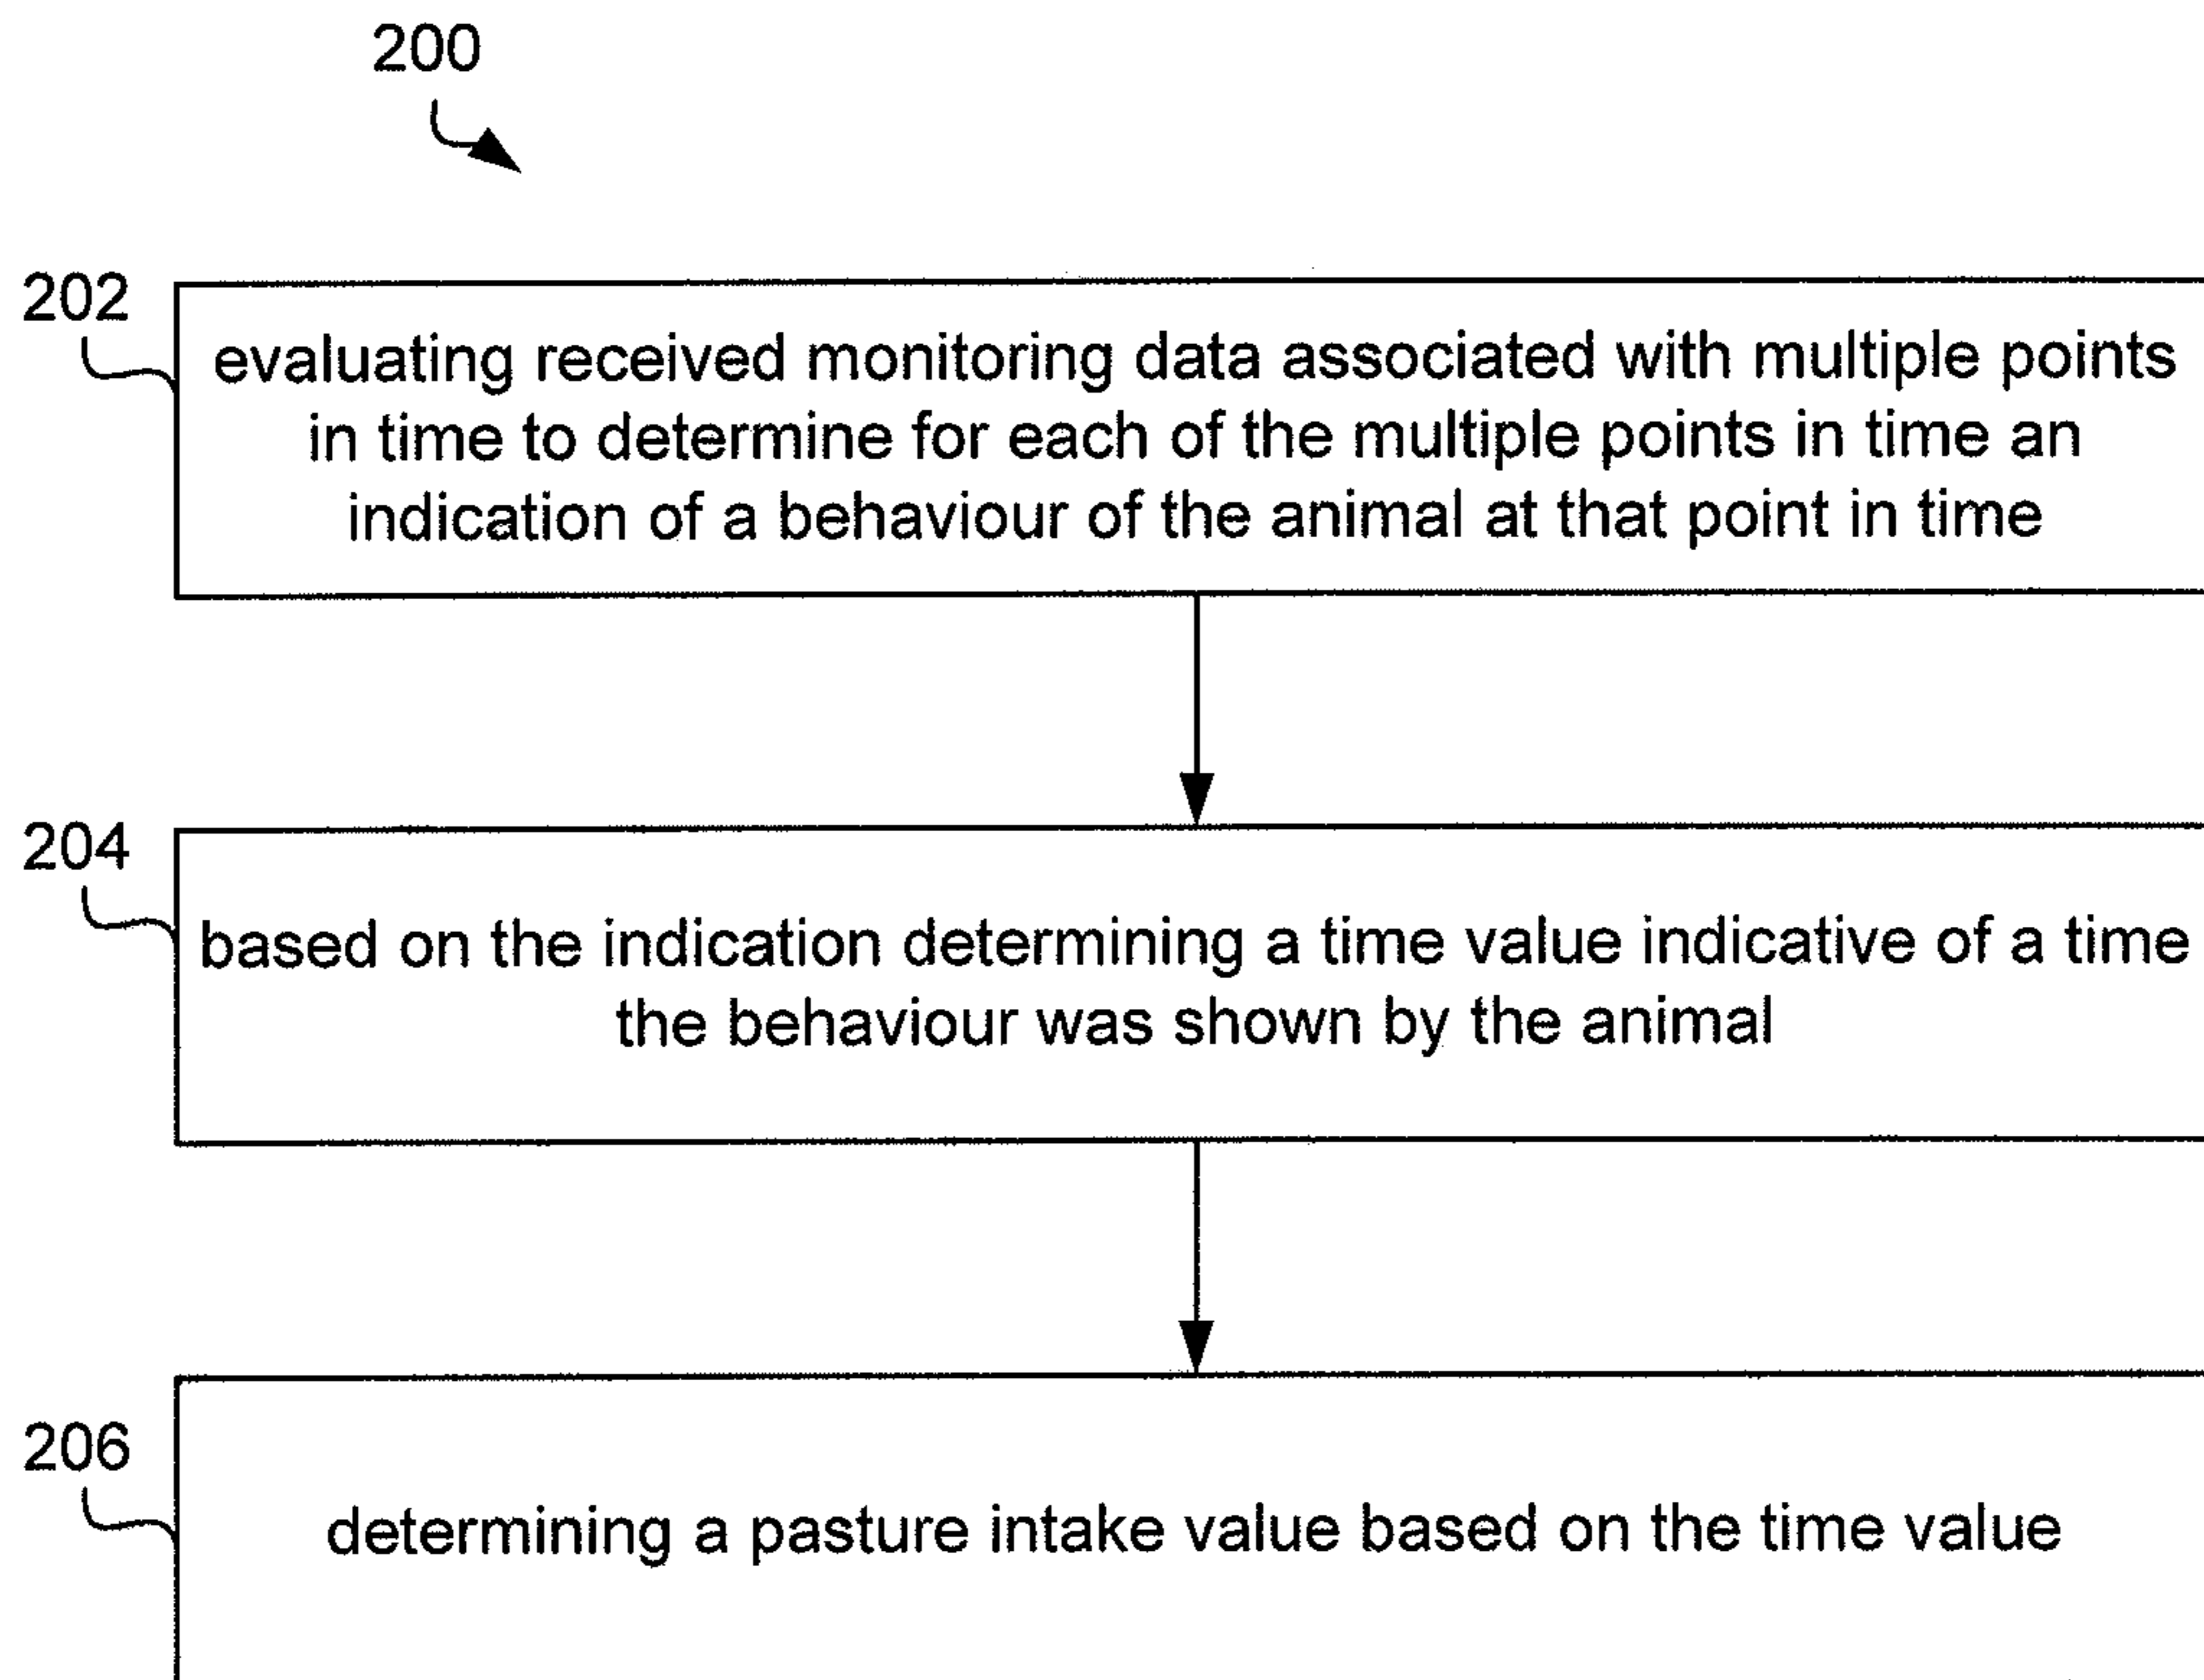 200
202
evaluating received monitoring data associated with multiple points
in time to determine for each of the multiple points in time an
indication of a behaviour of the animal at that point in time
204
based on the indication determining a time value indicative of a time
the behaviour was shown by the animal
206
determining a pasture intake value based on the time value